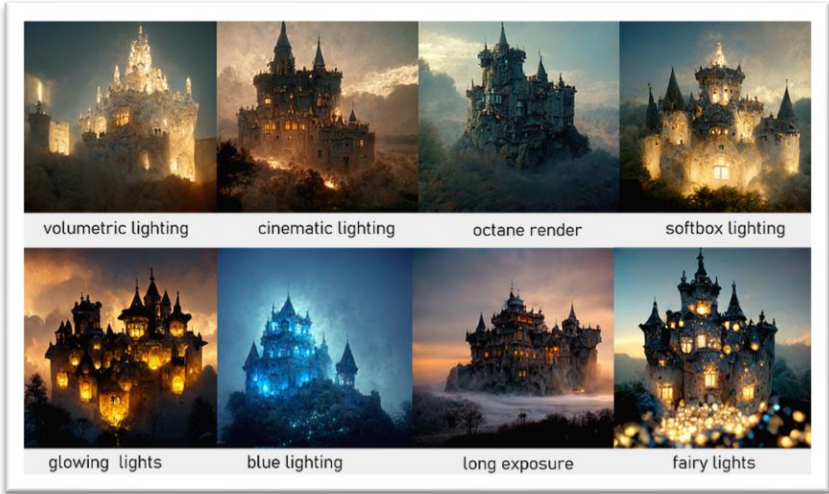 volumetric lighting
cinematic lighting
octane render
softbox lighting
glowing lights
blue lighting
long exposure
fairy lights